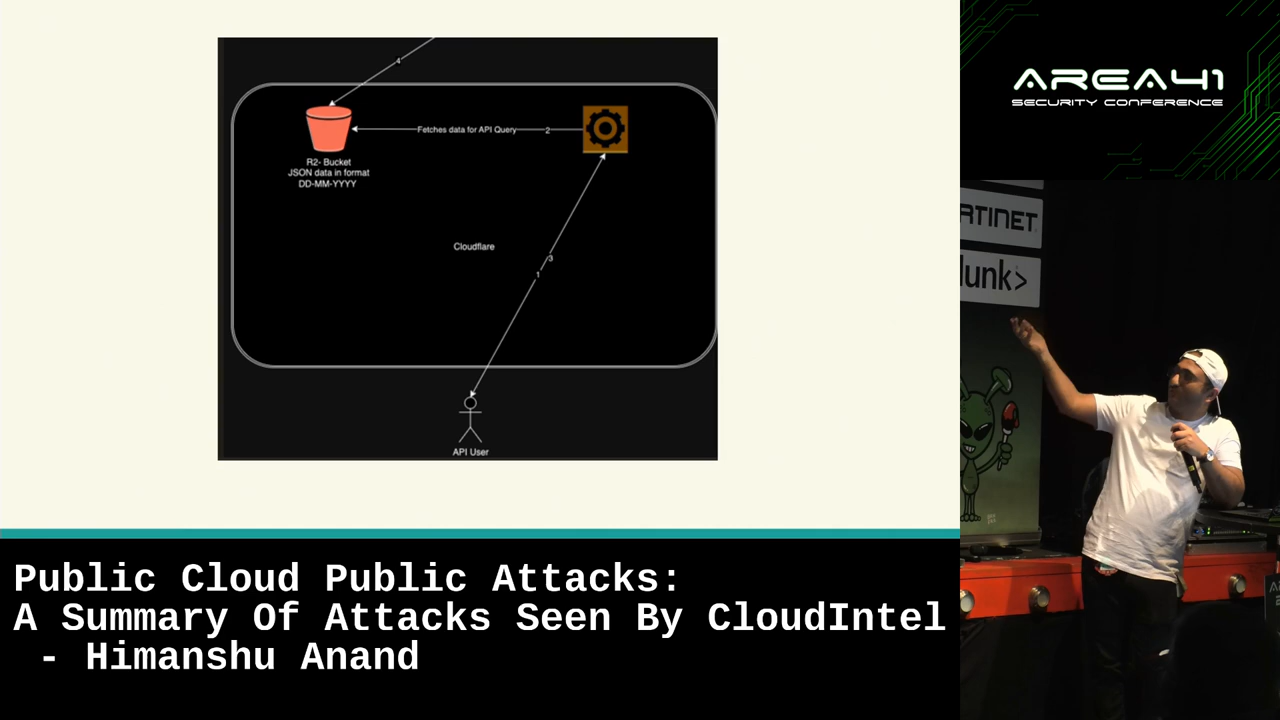 4
Fetches data for API Query
2
R2- Bucket
JSON data in format
DD-MM-YYYY
Cloudflare
3
1
API User
AREA41
SECURITY CONFERENCE
RTINET
lunk>
Public Cloud Public Attacks:
A Summary Of Attacks Seen By CloudIntel
- Himanshu Anand